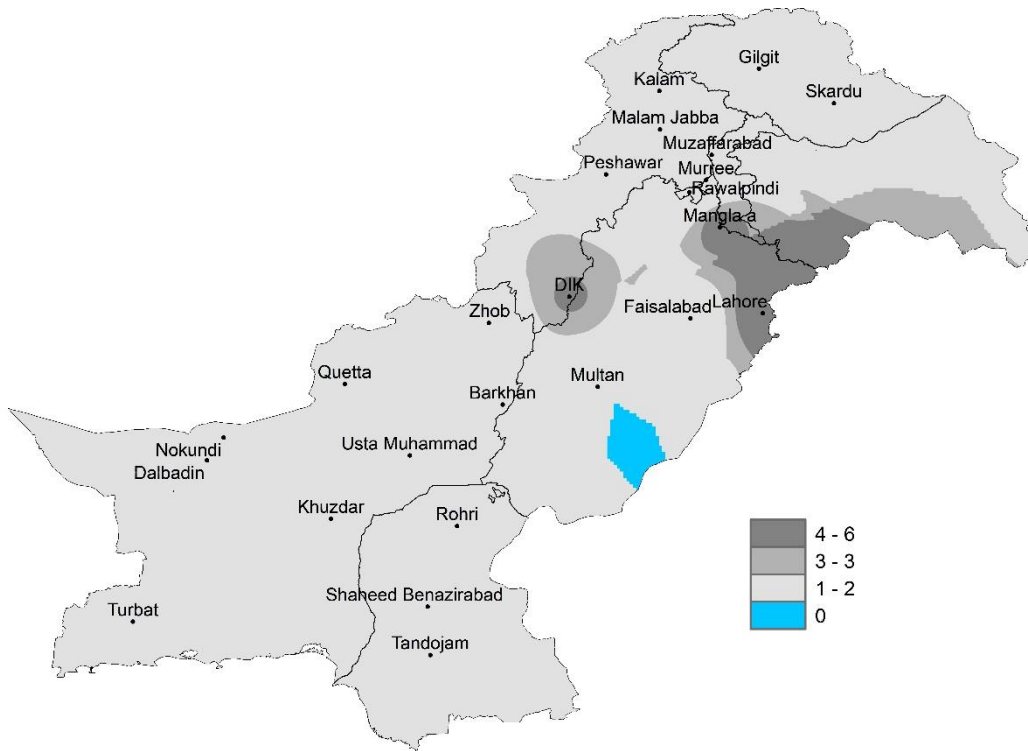 Gilgit
Kalam
Skardu
Malam Jabba
Muzaffarabad
Peshawar
Murree
Rawalpindi
Mangla a
DIK
Zhob
Faisalabad
Lahore
Quetta
Multan
Barkhan
Nokundi
Usta Muhammad
Dalbadin
Khuzdar
Rohri
4 - 6
3 - 3
1 - 2
0
Shaheed Benazirabad
Turbat
Tandojam